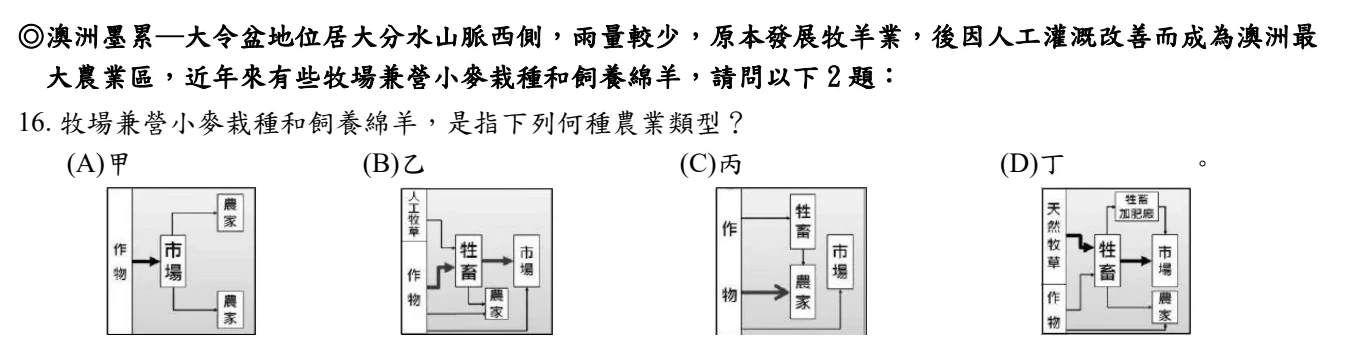 ◎澳洲墨累—大令盆地位居大分水山脈西側，雨量較少，原本發展牧羊業，後因人工灌溉改善而成為澳洲最
大農業區，近年來有些牧場兼營小麥栽種和飼養綿羊，請問以下2題：
16. 牧場兼營小麥栽種和飼養綿羊，是指下列何種農業類型？
(A)甲 (B)乙 (C)丙 (D)丁 。
作物 市場 農家 農家
人工牧草 作物 牲畜 農家 市場
作物 牲畜 農家 市場
天然牧草 作物 牲畜 牲畜加肥廠 市場 農家